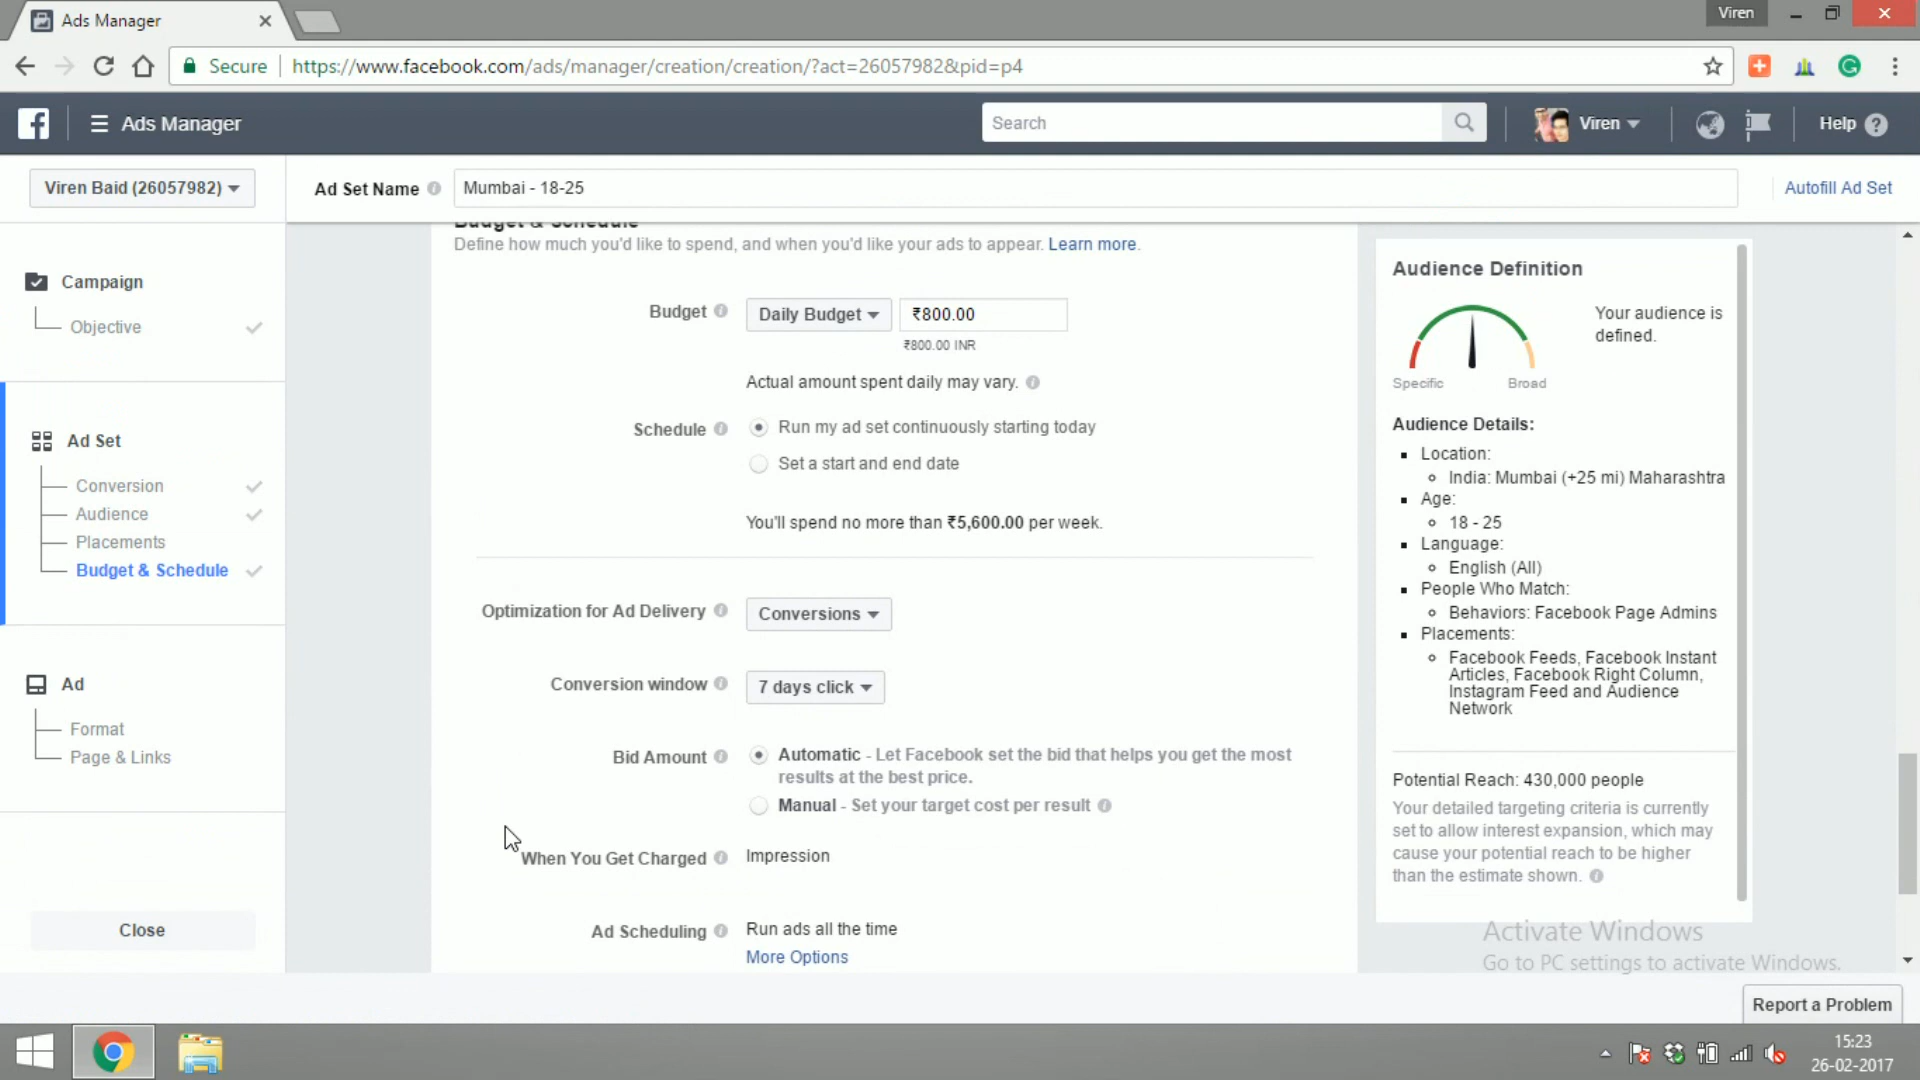 Ads Manager
Viren
Secure
https://www.facebook.com/ads/manager/creation/creation/?act=26057982&pid=p4
Ads Manager
Search
Viren
Help
Viren Baid (26057982)
Ad Set Name
Mumbai - 18-25
Autofill Ad Set
Campaign
Objective
Ad Set
Conversion
Audience
Placements
Budget & Schedule
Ad
Format
Page & Links
Close
Budget & Schedule
Define how much you'd like to spend, and when you'd like your ads to appear. Learn more.
Budget
Daily Budget
₹800.00
₹800.00 INR
Actual amount spent daily may vary.
Schedule
Run my ad set continuously starting today
Set a start and end date
You'll spend no more than ₹5,600.00 per week.
Optimization for Ad Delivery
Conversions
Conversion window
7 days click
Bid Amount
Automatic - Let Facebook set the bid that helps you get the most
results at the best price.
Manual - Set your target cost per result
When You Get Charged
Impression
Ad Scheduling
Run ads all the time
More Options
Audience Definition
Your audience is
defined.
Specific
Broad
Audience Details:
Location:
India: Mumbai (+25 mi) Maharashtra
Age:
18 - 25
Language:
English (All)
People Who Match:
Behaviors: Facebook Page Admins
Placements:
Facebook Feeds, Facebook Instant
Articles, Facebook Right Column,
Instagram Feed and Audience
Network
Potential Reach: 430,000 people
Your detailed targeting criteria is currently
set to allow interest expansion, which may
cause your potential reach to be higher
than the estimate shown.
Activate Windows
Go to PC settings to activate Windows.
Report a Problem
15:23
26-02-2017